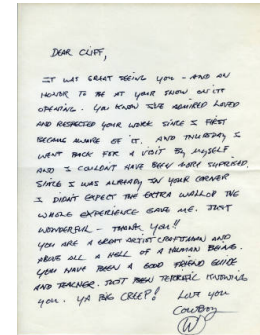 DEAR CLIFF,
IT WAS GREAT SEEING YOU - AND AN
HONOR TO BE AT YOUR SHOW ON ITS
OPENING. YOU KNOW I'VE ADMIRED LOVED
AND RESPECTED YOUR WORK SINCE I FIRST
BECAME AWARE OF IT. AND THURSDAY I
WENT BACK FOR A VISIT BY MYSELF
AND I COULDN'T HAVE BEEN MORE SUPRISED.
SINCE I WAS ALREADY IN YOUR CORNER
I DIDN'T EXPECT THE EXTRA WALLOP THE
WHOLE EXPERIENCE GAVE ME. JUST
WONDERFUL - THANK YOU!!
YOU ARE A GREAT ARTIST CRAFTSMAN AND
ABOVE ALL A HELL OF A HUMAN BEING.
YOU HAVE BEEN A GOOD FRIEND GUIDE
AND TEACHER. JUST BEEN TERRIFIC KNOWING
YOU. YA BIG CREEP!
LUV YOU
COWBOY
W